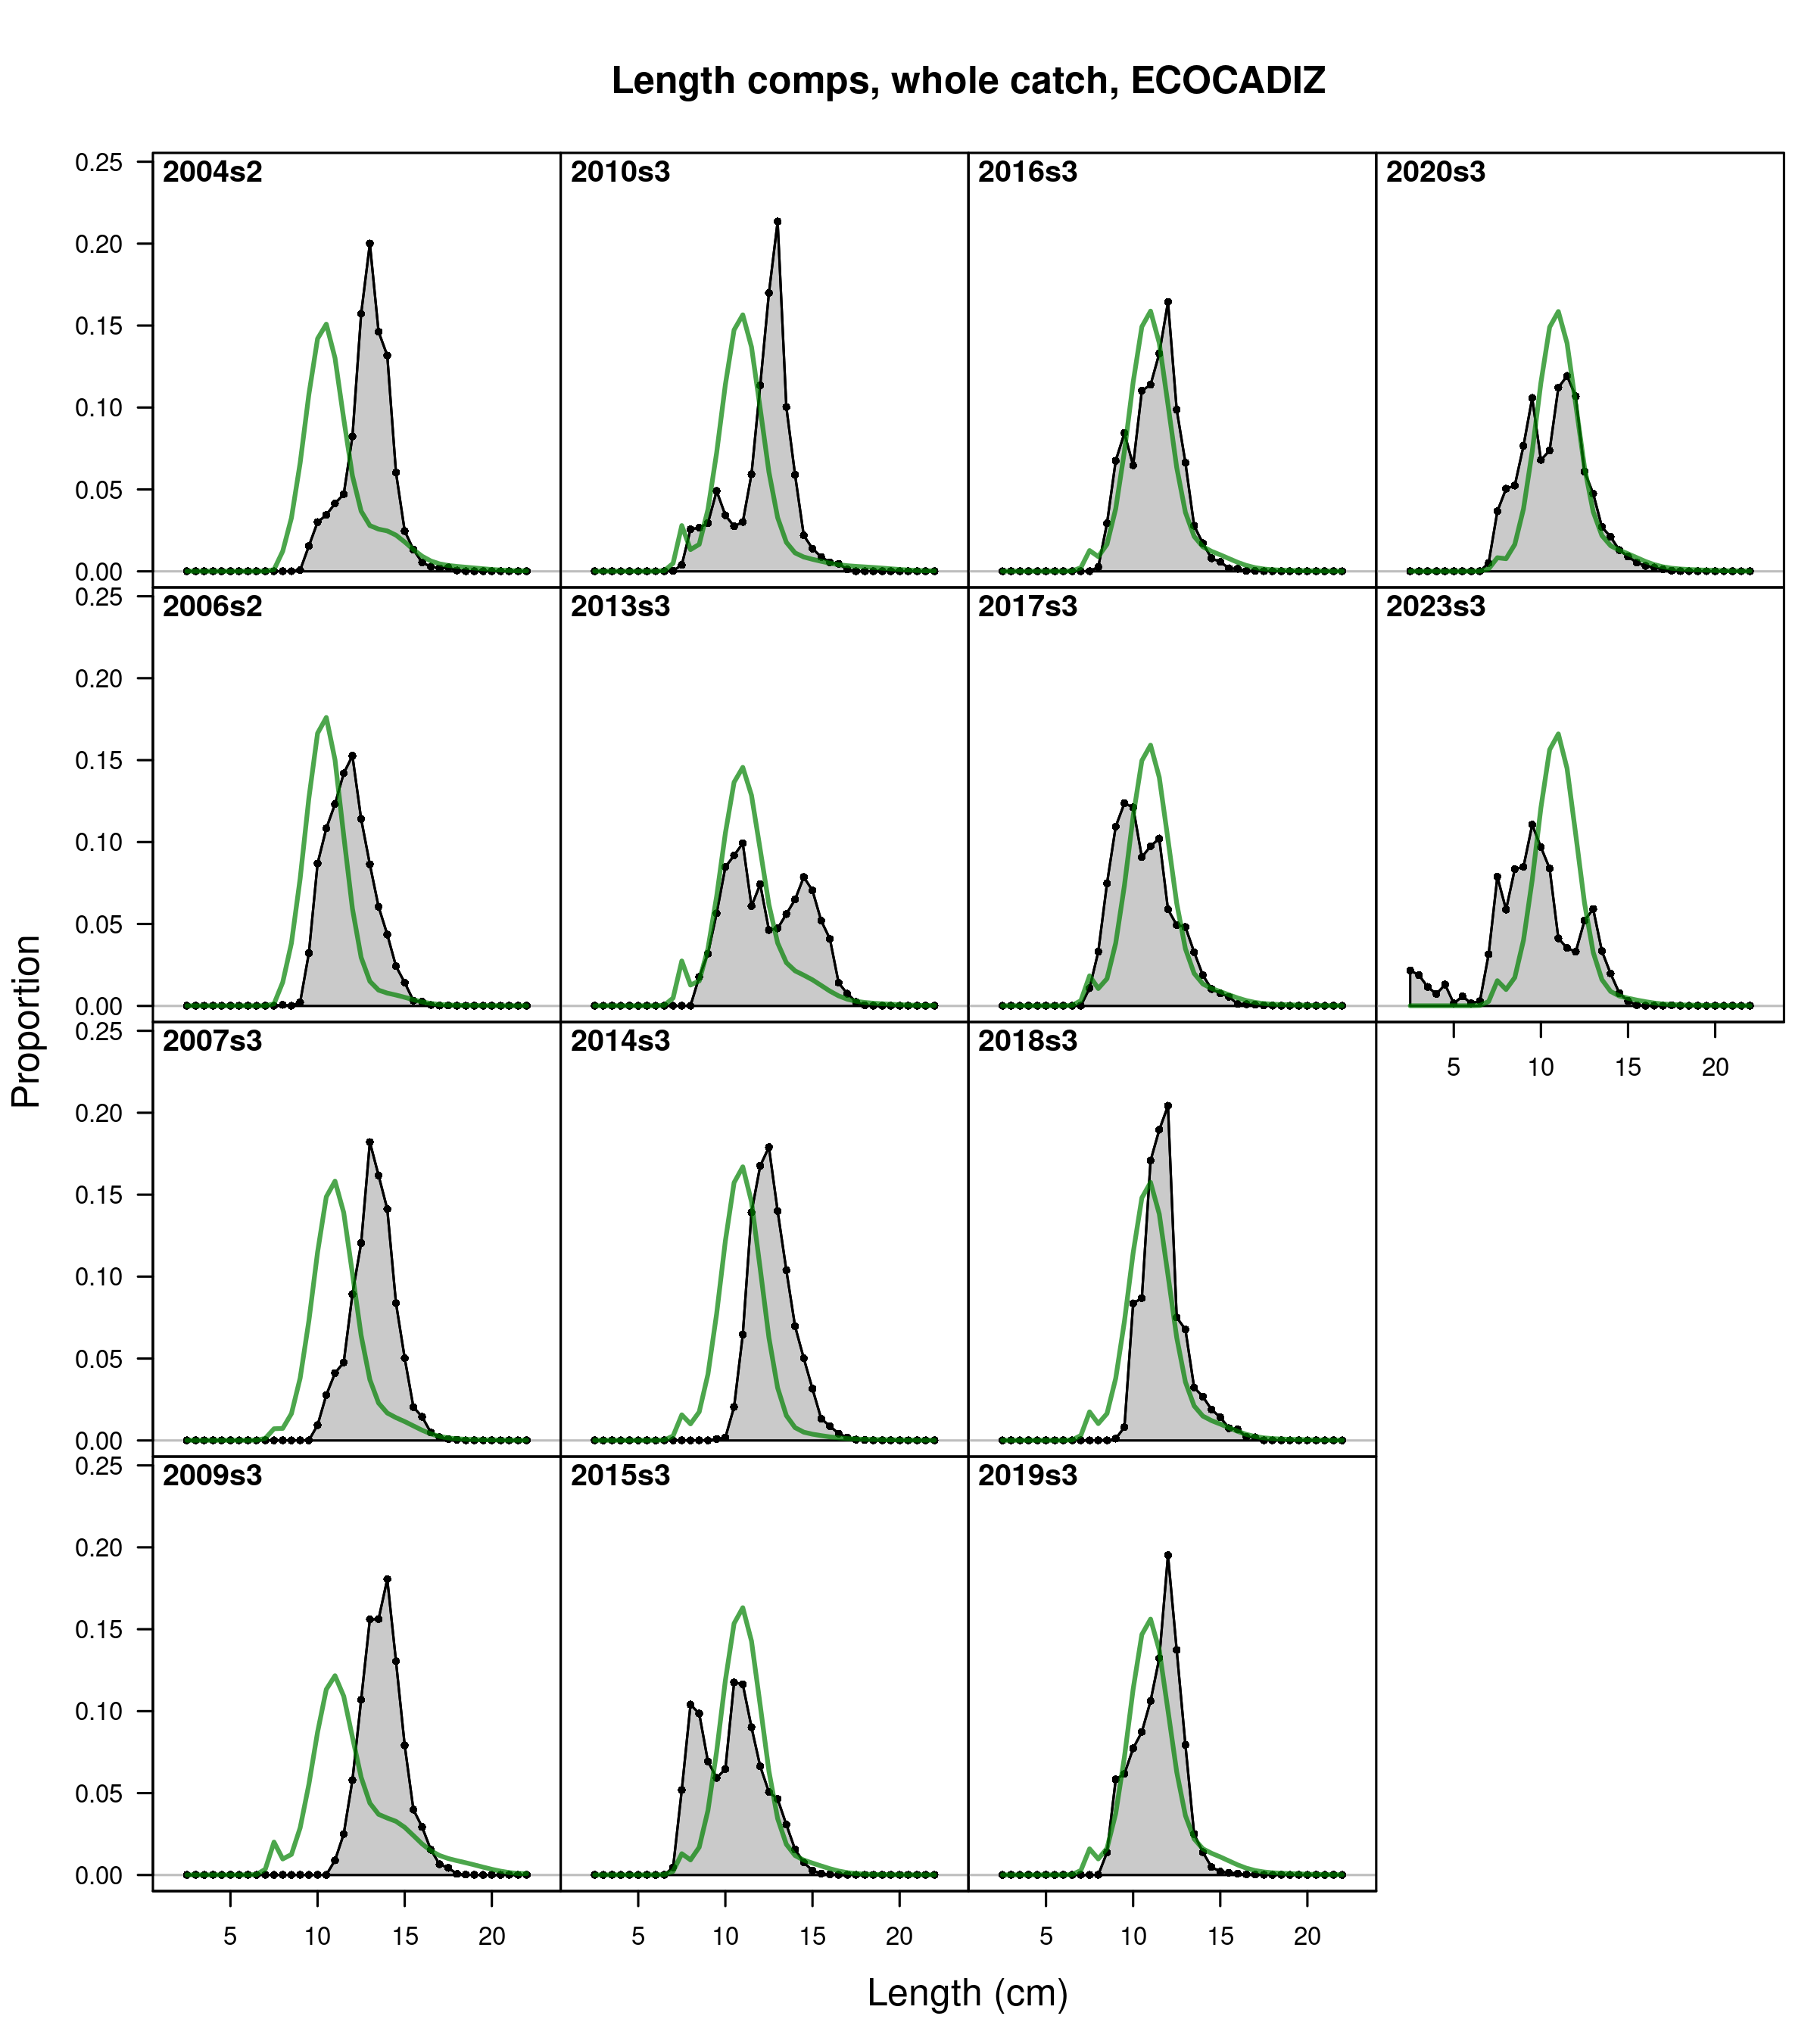 Length comps, whole catch, ECOCADIZ
2004s2
2010s3
2016s3
2020s3
0.25
0.20
0.15
0.10
0.05
0.00
2006s2
2013s3
2017s3
2023s3
0.25
0.20
0.15
0.10
0.05
0.00
5 10 15 20
2007s3
2014s3
2018s3
0.25
0.20
0.15
0.10
0.05
0.00
2009s3
2015s3
2019s3
0.25
0.20
0.15
0.10
0.05
0.00
5 10 15 20
5 10 15 20
5 10 15 20
Proportion
Length (cm)